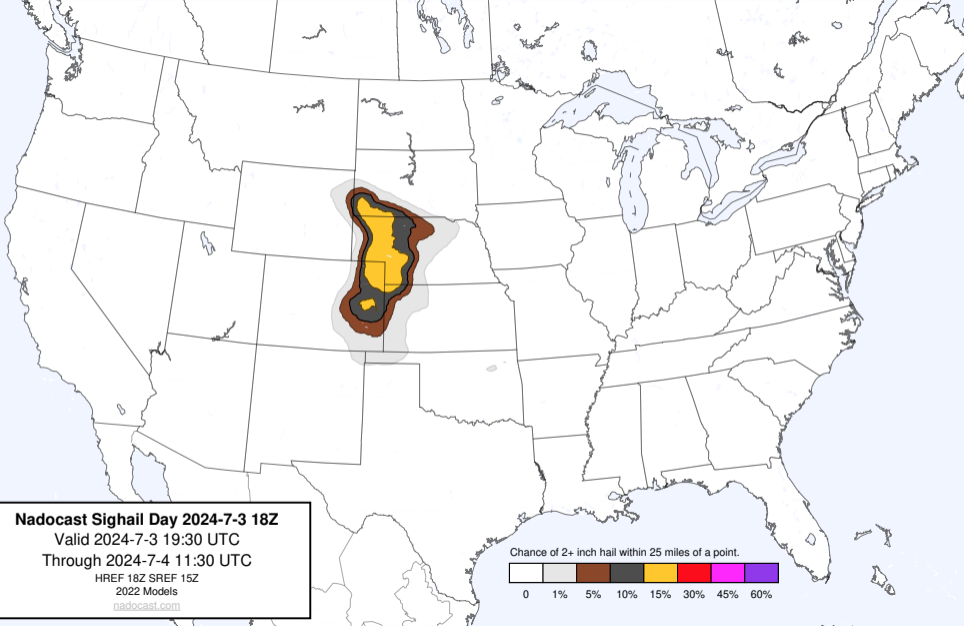 Nadocast Sighail Day 2024-7-3 18Z
Valid 2024-7-3 19:30 UTC
Through 2024-7-4 11:30 UTC
HREF 18Z SREF 15Z
2022 Models
nadocast.com
Chance of 2+ inch hail within 25 miles of a point.
0 1% 5% 10% 15% 30% 45% 60%